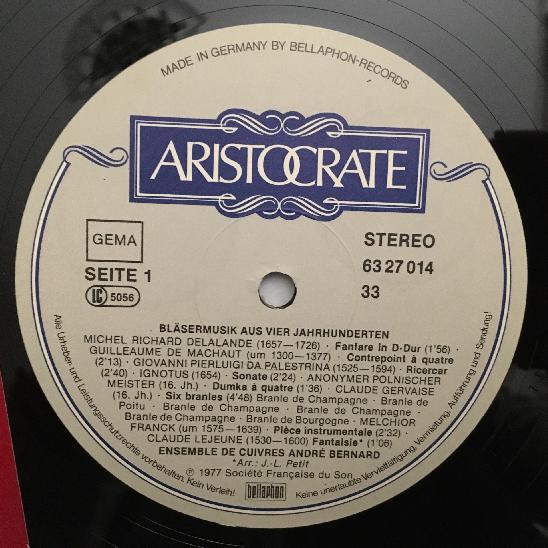 MADE IN GERMANY BY BELLAPHON-RECORDS
ARISTOCRATE
GEMA
SEITE 1
LC 5056
STEREO
63 27 014
33
BLÄSERMUSIK AUS VIER JAHRHUNDERTEN
MICHEL RICHARD DELALANDE (1657—1726) · Fanfare in D-Dur (1'56)
GUILLEAUME DE MACHAUT (um 1300—1377) · Contrepoint à quatre
(2'13) · GIOVANNI PIERLUIGI DA PALESTRINA (1525—1594) · Ricercar
(2'40) · IGNOTUS (1654) · Sonate (2'24) · ANONYMER POLNISCHER
MEISTER (16. Jh.) · Dumka à quatre (1'36) · CLAUDE GERVAISE
(16. Jh.) · Six branles (4'48) Branle de Champagne · Branle de
Poitu · Branle de Champagne · Branle de Champagne ·
Branle de Champagne · Branle de Bourgogne · MELCHIOR
FRANCK (um 1575—1639) · Pièce instrumentale (2'32) ·
CLAUDE LEJEUNE (1530—1600) Fantaisie* (1'06)
ENSEMBLE DE CUIVRES ANDRÉ BERNARD
*Arr.: J.-L. Petit
℗ 1977 Société Française du Son
bellaphon
Alle Urheber- und Leistungsschutzrechte vorbehalten. Kein Verleih! Keine unerlaubte Vervielfältigung, Vermietung, Aufführung und Sendung!